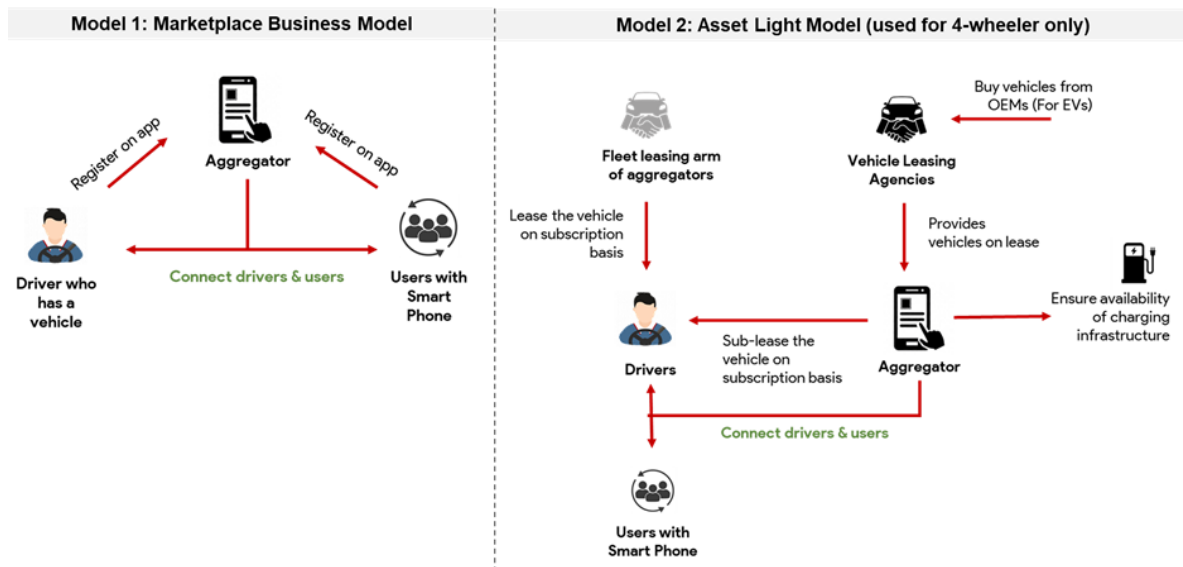 Model 1: Marketplace Business Model
Register on app
Register on app
Aggregator
Connect drivers & users
Driver who
has a
vehicle
Users with
Smart
Phone
Model 2: Asset Light Model (used for 4-wheeler only)
Buy vehicles from
OEMs (For EVs)
Fleet leasing arm
of aggregators
Vehicle Leasing
Agencies
Lease the vehicle
on subscription
basis
Provides
vehicles on lease
Ensure availability
of charging
infrastructure
Drivers
Sub-lease the
vehicle on
subscription basis
Aggregator
Connect drivers & users
Users with
Smart Phone